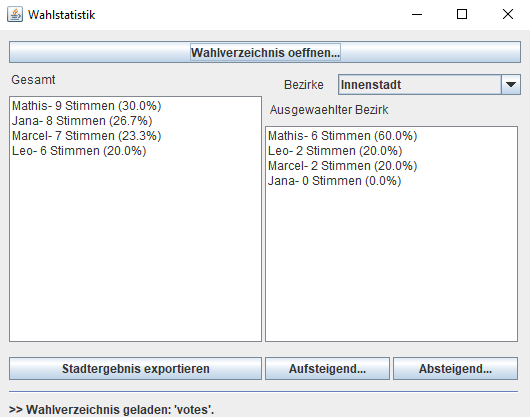 Wahlstatistik
Wahlverzeichnis oeffnen...
Gesamt
Mathis- 9 Stimmen (30.0%)
Jana- 8 Stimmen (26.7%)
Marcel- 7 Stimmen (23.3%)
Leo- 6 Stimmen (20.0%)
Bezirke Innenstadt
Ausgewaehlter Bezirk
Mathis- 6 Stimmen (60.0%)
Leo- 2 Stimmen (20.0%)
Marcel- 2 Stimmen (20.0%)
Jana- 0 Stimmen (0.0%)
Stadtergebnis exportieren Aufsteigend... Absteigend...
>> Wahlverzeichnis geladen: 'votes'.